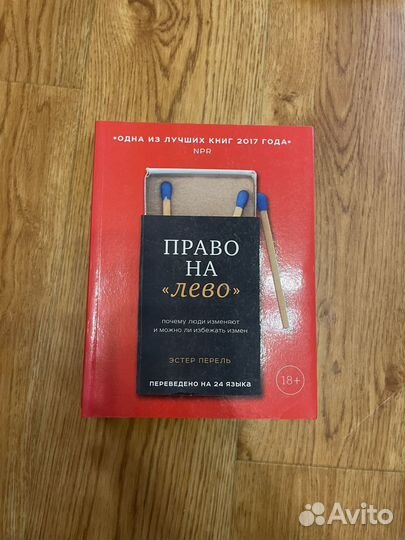 «ОДНА ИЗ ЛУЧШИХ КНИГ 2017 ГОДА»
NPR
ПРАВО
НА
«лево»
почему люди изменяют
и можно ли избежать измен
ЭСТЕР ПЕРЕЛЬ
ПЕРЕВЕДЕНО НА 24 ЯЗЫКА
18+
Avito